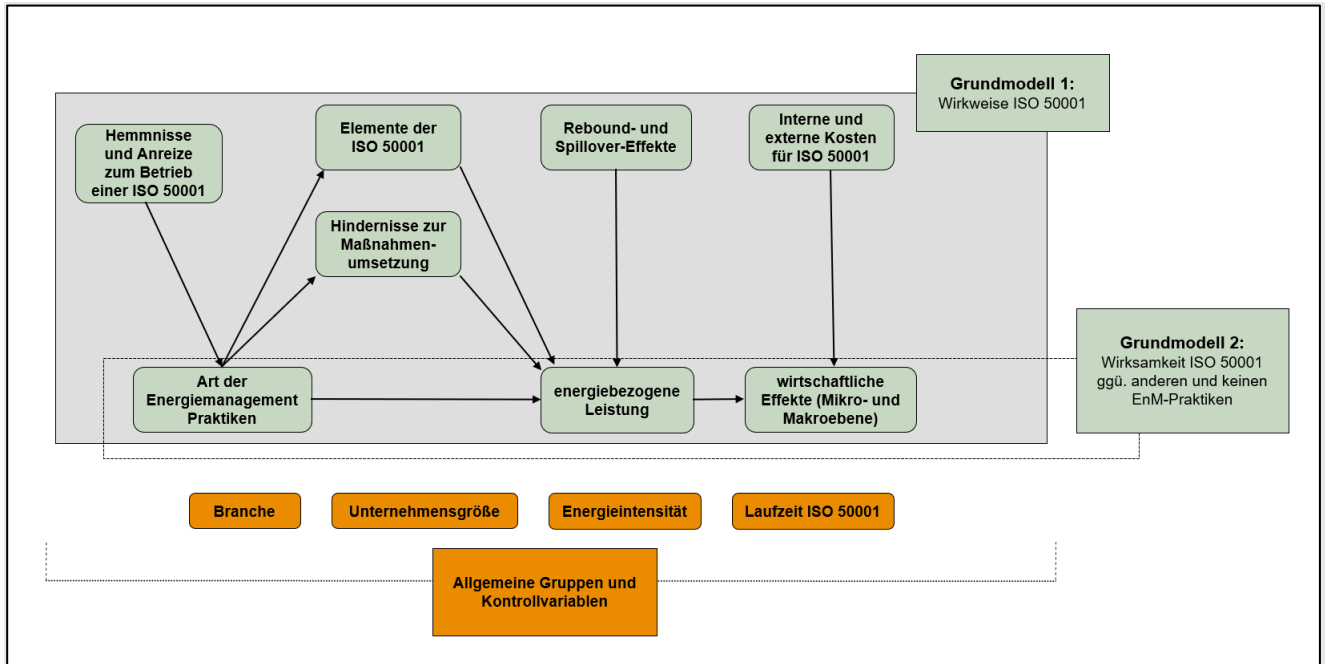 Grundmodell 1:
Wirkweise ISO 50001
Hemmnisse
und Anreize
zum Betrieb
einer ISO 50001
Elemente der
ISO 50001
Rebound- und
Spillover-Effekte
Interne und
externe Kosten
für ISO 50001
Hindernisse zur
Maßnahmen-
umsetzung
Grundmodell 2:
Wirksamkeit ISO 50001
ggü. anderen und keinen
EnM-Praktiken
Art der
Energiemanagement
Praktiken
energiebezogene
Leistung
wirtschaftliche
Effekte (Mikro- und
Makroebene)
Branche
Unternehmensgröße
Energieintensität
Laufzeit ISO 50001
Allgemeine Gruppen und
Kontrollvariablen